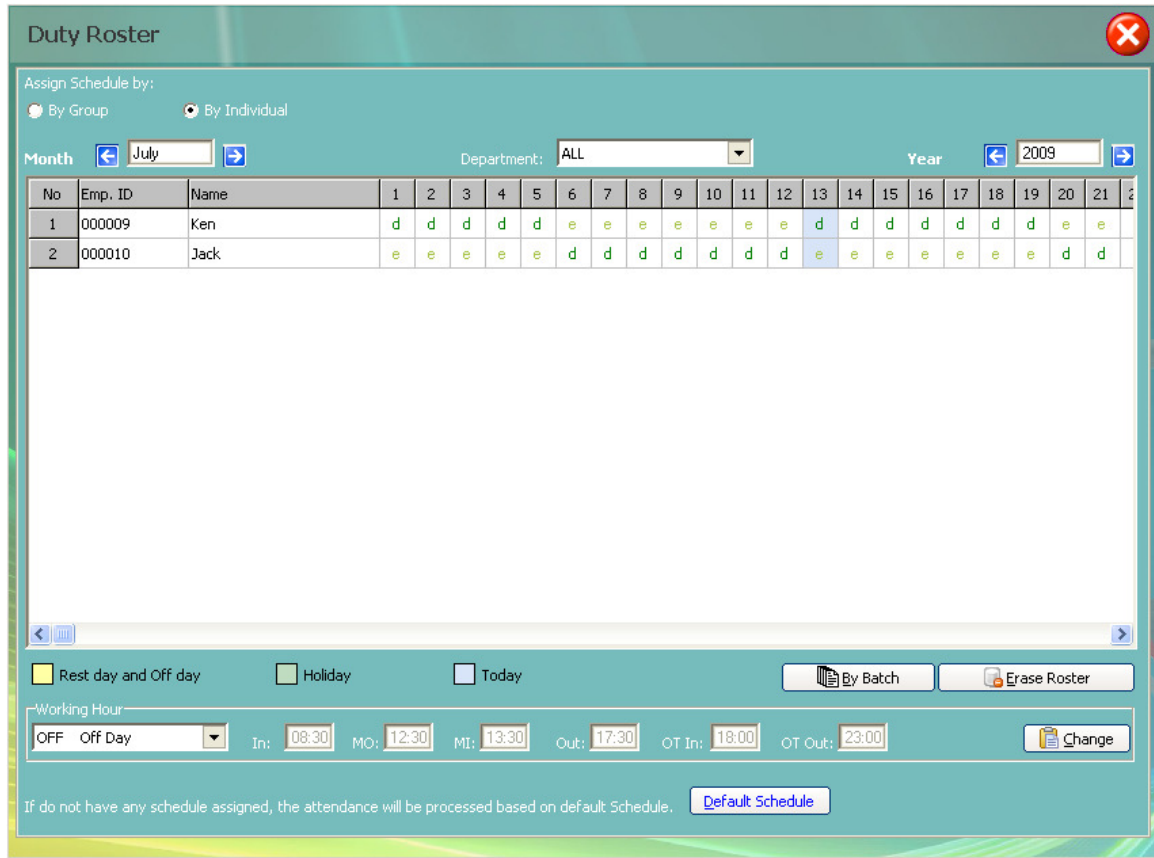 Duty Roster
Assign Schedule by:
By Group By Individual
Month July Department: ALL Year 2009
No Emp. ID Name 1 2 3 4 5 6 7 8 9 10 11 12 13 14 15 16 17 18 19 20 21
1 000009 Ken d d d d d e e e e e e e d d d d d d d e e
2 000010 Jack e e e e e d d d d d d d e e e e e e e d d
Rest day and Off day Holiday Today By Batch Erase Roster
Working Hour
OFF Off Day In: 08:30 MO: 12:30 MI: 13:30 Out: 17:30 OT In: 18:00 OT Out: 23:00 Change
If do not have any schedule assigned, the attendance will be processed based on default Schedule. Default Schedule